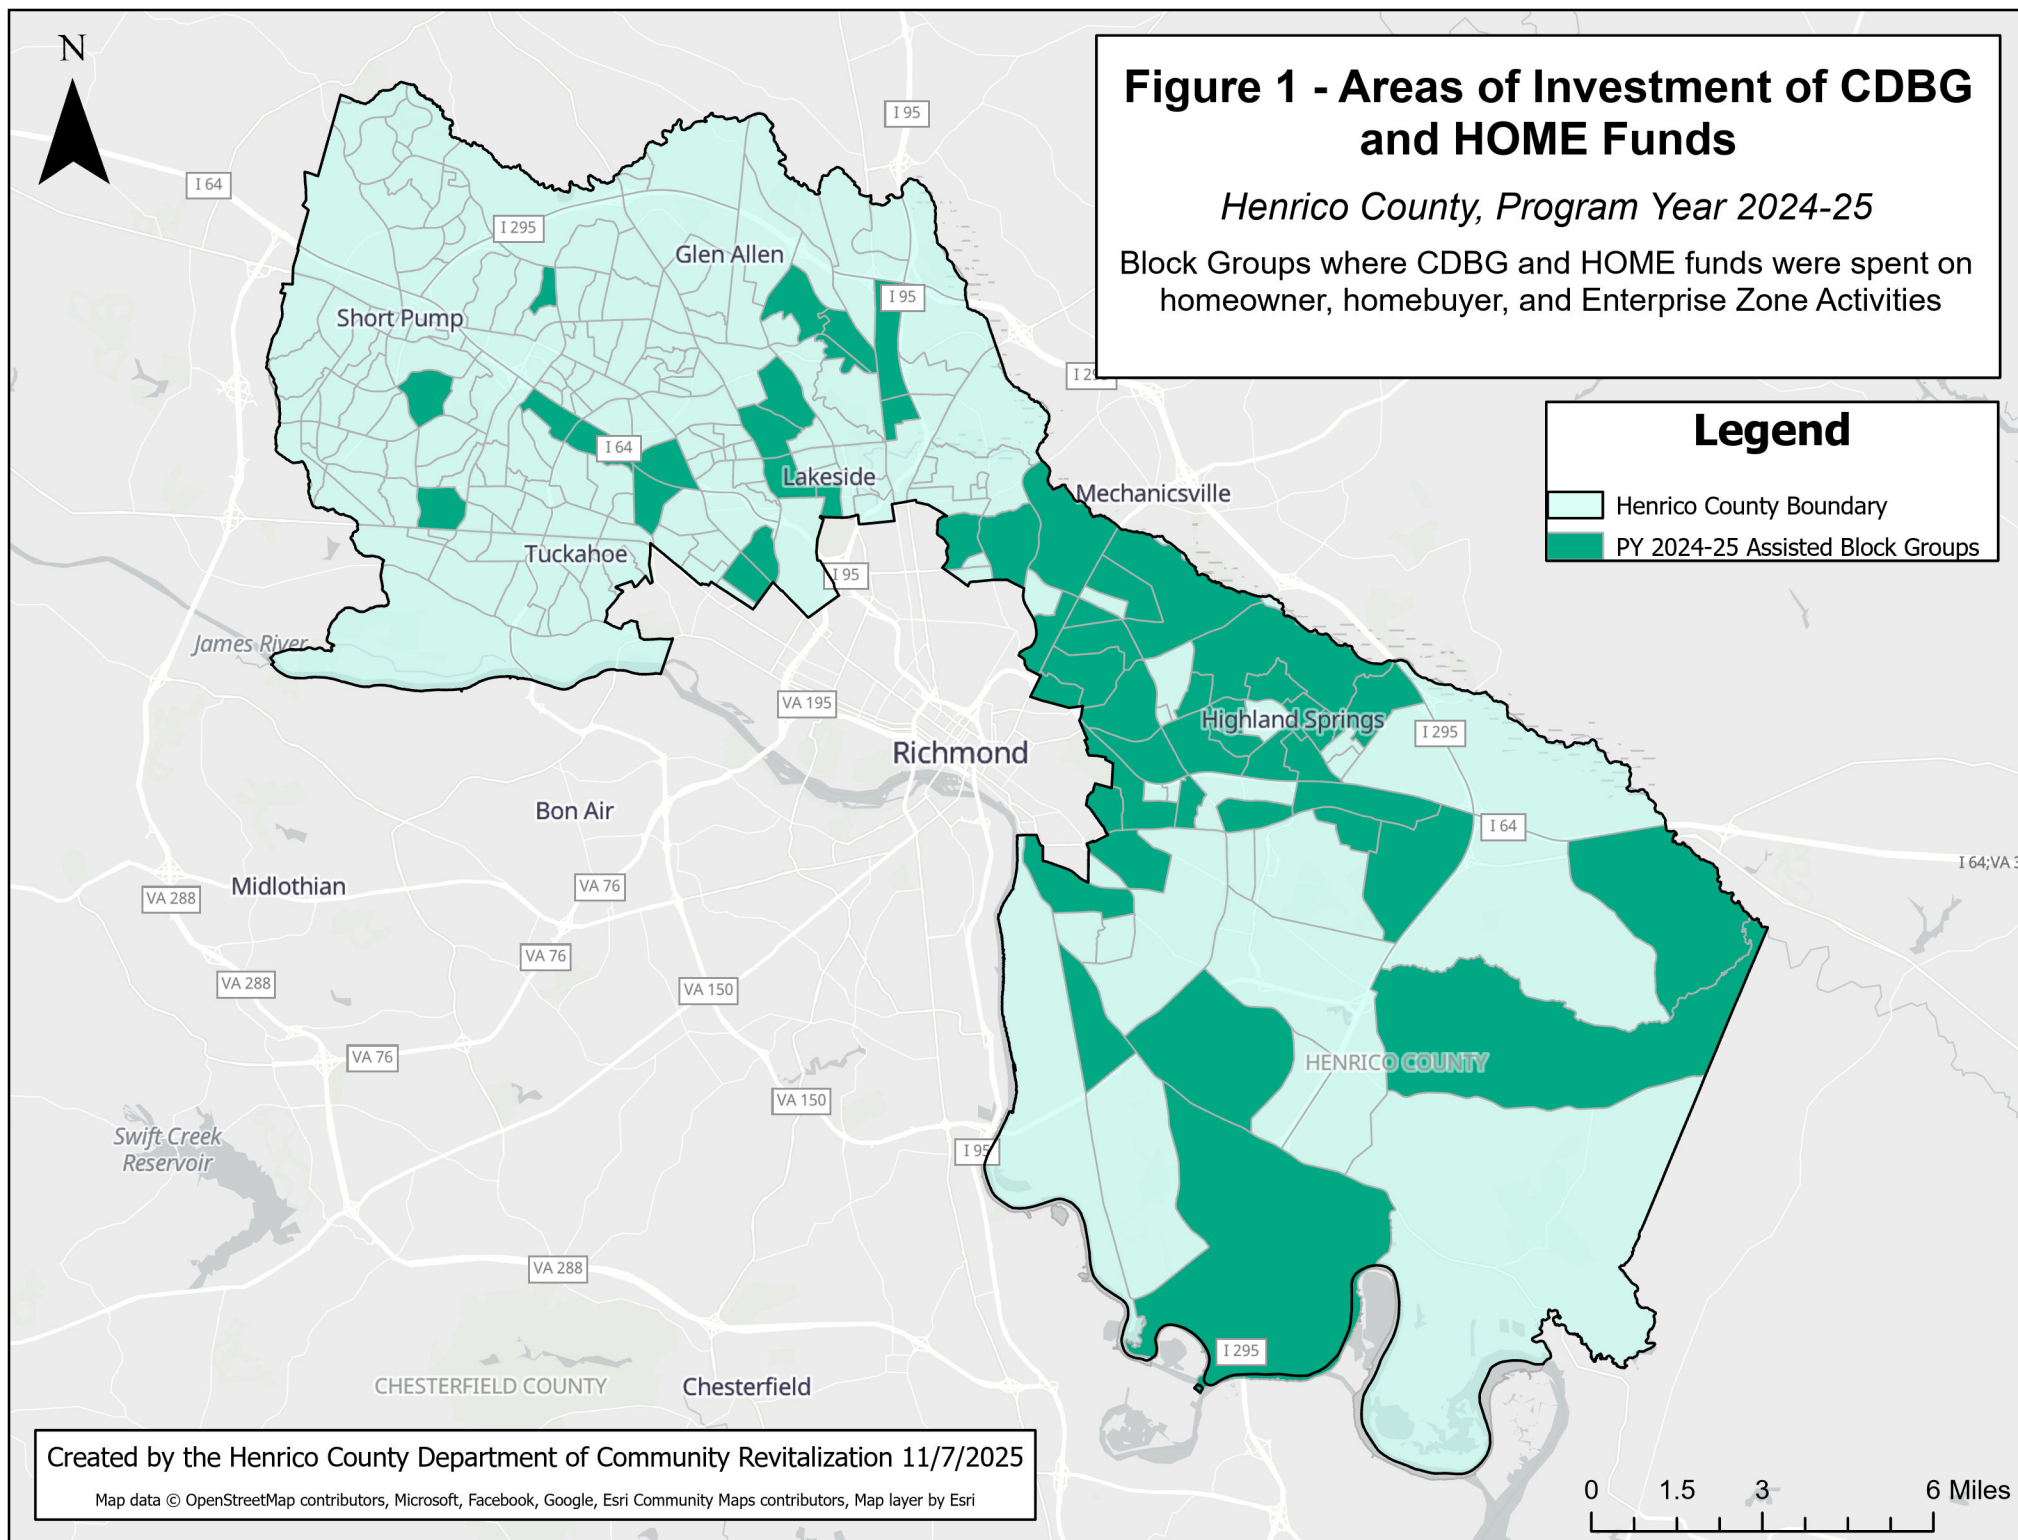 N
Figure 1 - Areas of Investment of CDBG
and HOME Funds
Henrico County, Program Year 2024-25
Block Groups where CDBG and HOME funds were spent on
homeowner, homebuyer, and Enterprise Zone Activities
Legend
Henrico County Boundary
PY 2024-25 Assisted Block Groups
I 95
I 64
I 295
Glen Allen
I 95
Short Pump
I 64
Lakeside
Mechanicsville
Tuckahoe
I 95
James River
VA 195
Highland Springs
I 295
Richmond
Bon Air
I 64
I 64;VA
Midlothian
VA 76
VA 288
VA 76
VA 288
VA 150
VA 76
HENRICO COUNTY
VA 150
Swift Creek
Reservoir
I 95
VA 288
I 295
CHESTERFIELD COUNTY
Chesterfield
Created by the Henrico County Department of Community Revitalization 11/7/2025
Map data © OpenStreetMap contributors, Microsoft, Facebook, Google, Esri Community Maps contributors, Map layer by Esri
0 1.5 3 6 Miles